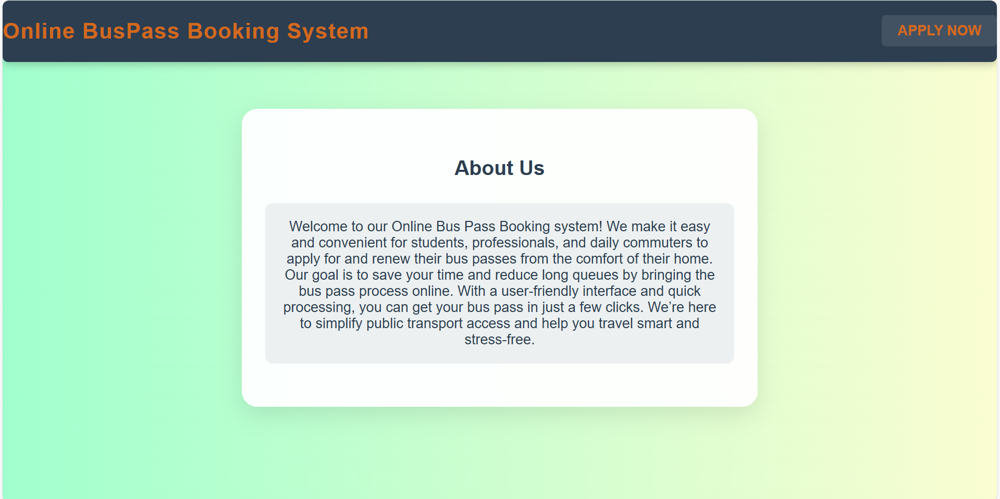 Online BusPass Booking System
APPLY NOW
About Us
Welcome to our Online Bus Pass Booking system! We make it easy
and convenient for students, professionals, and daily commuters to
apply for and renew their bus passes from the comfort of their home.
Our goal is to save your time and reduce long queues by bringing the
bus pass process online. With a user-friendly interface and quick
processing, you can get your bus pass in just a few clicks. We’re here
to simplify public transport access and help you travel smart and
stress-free.